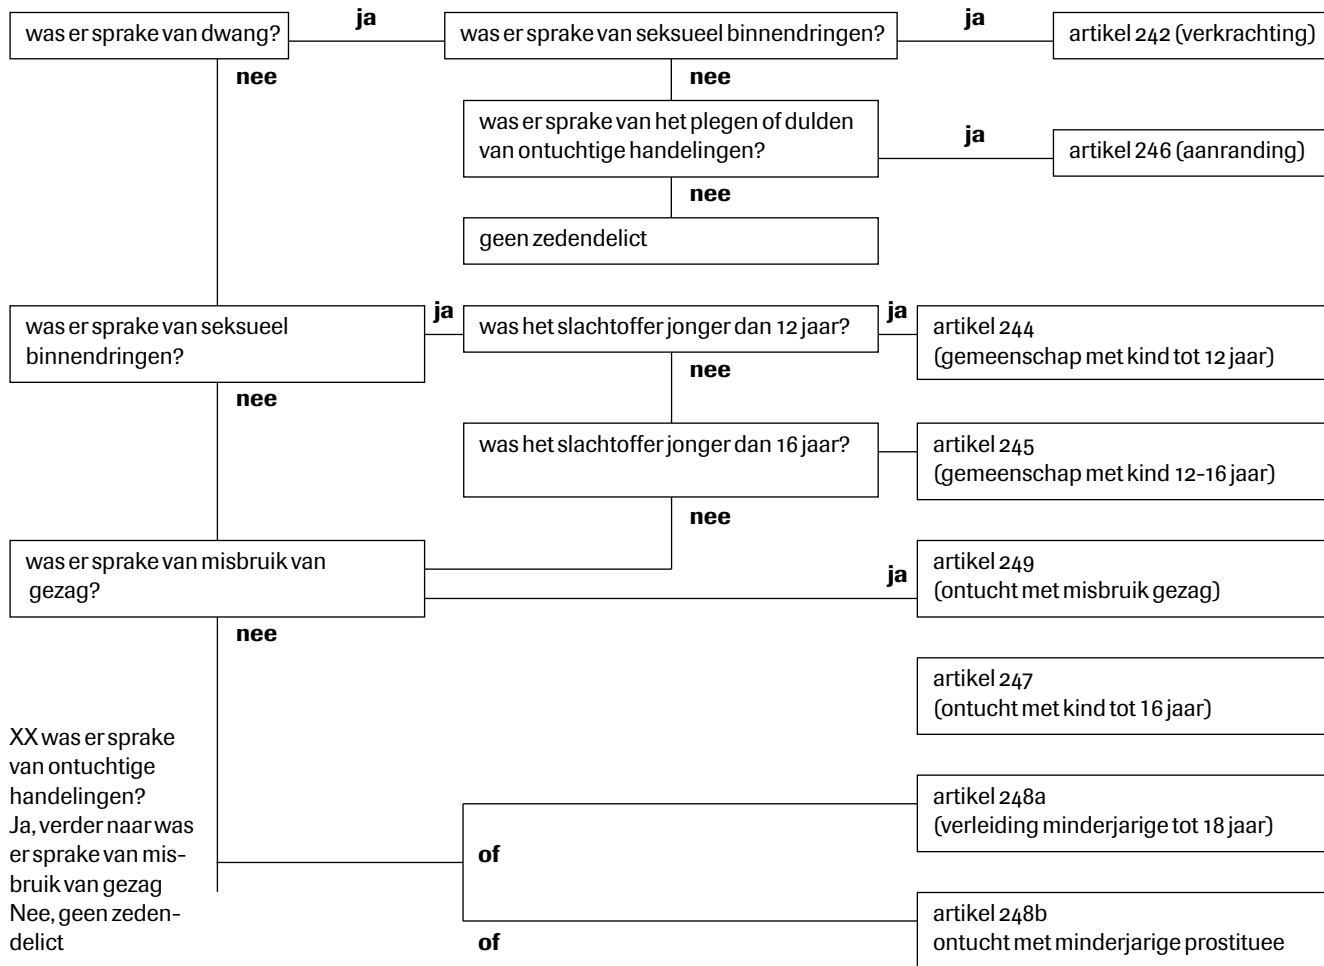 was er sprake van dwang?
ja
was er sprake van seksueel binnendringen?
ja
artikel 242 (verkrachting)
nee
nee
was er sprake van het plegen of dulden
van ontuchtige handelingen?
ja
artikel 246 (aanranding)
nee
geen zedendelict
was er sprake van seksueel
binnendringen?
ja
was het slachtoffer jonger dan 12 jaar?
ja
artikel 244
(gemeenschap met kind tot 12 jaar)
nee
nee
was het slachtoffer jonger dan 16 jaar?
artikel 245
(gemeenschap met kind 12-16 jaar)
nee
was er sprake van misbruik van
gezag?
ja
artikel 249
(ontucht met misbruik gezag)
nee
artikel 247
(ontucht met kind tot 16 jaar)
XX was er sprake
van ontuchtige
handelingen?
Ja, verder naar was
er sprake van mis-
bruik van gezag
Nee, geen zeden-
delict
of
artikel 248a
(verleiding minderjarige tot 18 jaar)
of
artikel 248b
ontucht met minderjarige prostituee